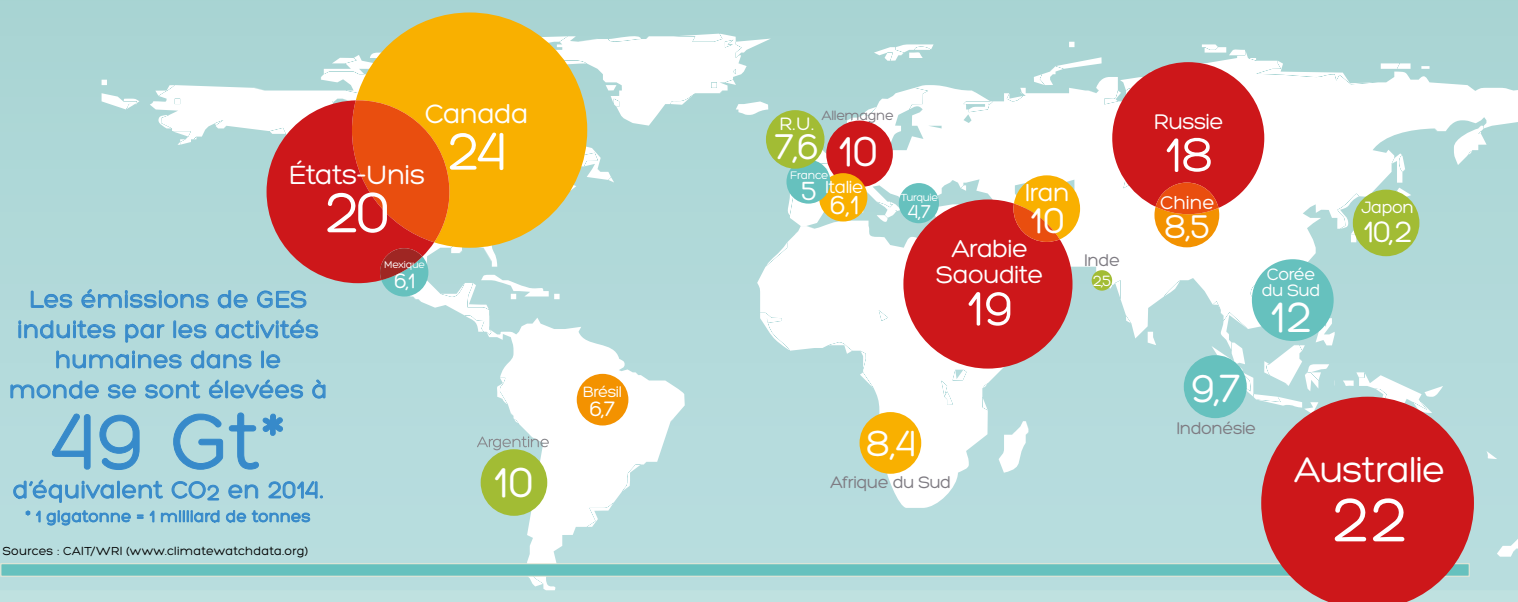 Canada
24
États-Unis
20
Mexique
6,1
Les émissions de GES
induites par les activités
humaines dans le
monde se sont élevées à
49 Gt*
d'équivalent CO2 en 2014.
* 1 gigatonne = 1 milliard de tonnes
Sources : CAIT/WRI (www.climatewatchdata.org)
Brésil
6,7
Argentine
10
R.U.
7,6
Allemagne
10
France
5
Italie
6,1
Turquie
4,7
Arabie
Saoudite
19
Iran
10
Russie
18
Chine
8,5
Inde
2,5
Japon
10,2
Corée
du Sud
12
9,7
Indonésie
8,4
Afrique du Sud
Australie
22